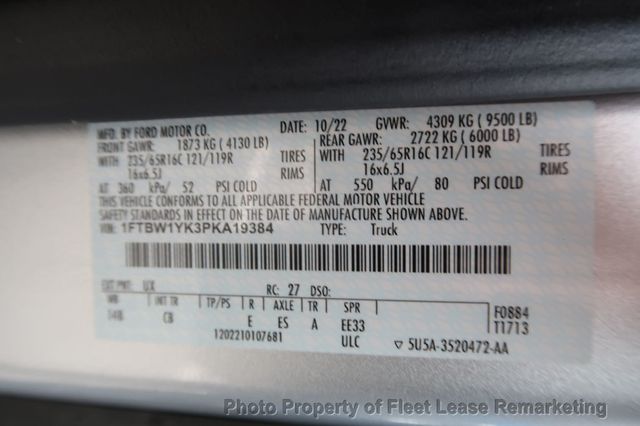 MFD. BY FORD MOTOR CO. DATE: 10/22 GVWR: 4309 KG ( 9500 LB)
FRONT GAWR: 1873 KG ( 4130 LB) REAR GAWR: 2722 KG ( 6000 LB)
WITH 235/65R16C 121/119R TIRES WITH 235/65R16C 121/119R TIRES
16x6.5J RIMS 16x6.5J RIMS
AT 360 kPa/ 52 PSI COLD AT 550 kPa/ 80 PSI COLD
THIS VEHICLE CONFORMS TO ALL APPLICABLE FEDERAL MOTOR VEHICLE
SAFETY STANDARDS IN EFFECT ON THE DATE OF MANUFACTURE SHOWN ABOVE.
VIN: 1FTBW1YK3PKA19384 TYPE: Truck
EXT PNT: UX RC: 27 DSO:
WB INT TR TP/PS R AXLE TR SPR F0884
148 CB E ES A EE33 T1713
1202210107681 ULC ▽ 5U5A-3520472-AA
Photo Property of Fleet Lease Remarketing